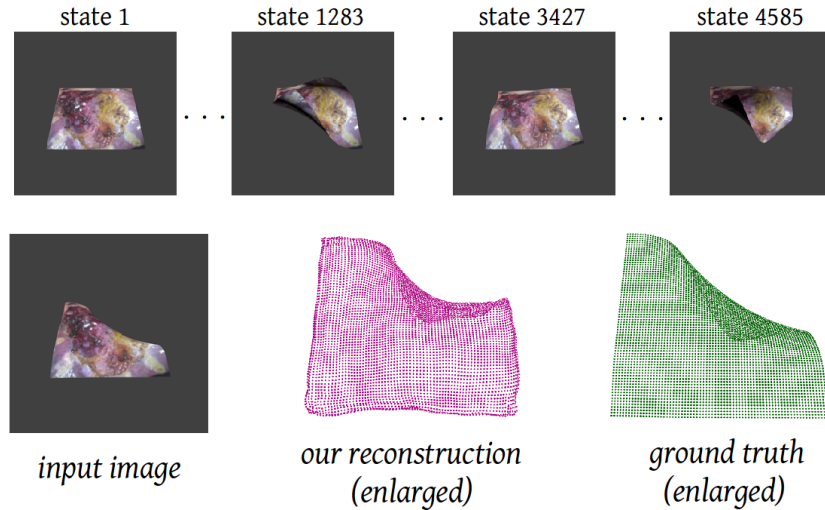 state 1
state 1283
state 3427
state 4585
. . .
. . .
. . .
input image
our reconstruction
(enlarged)
ground truth
(enlarged)